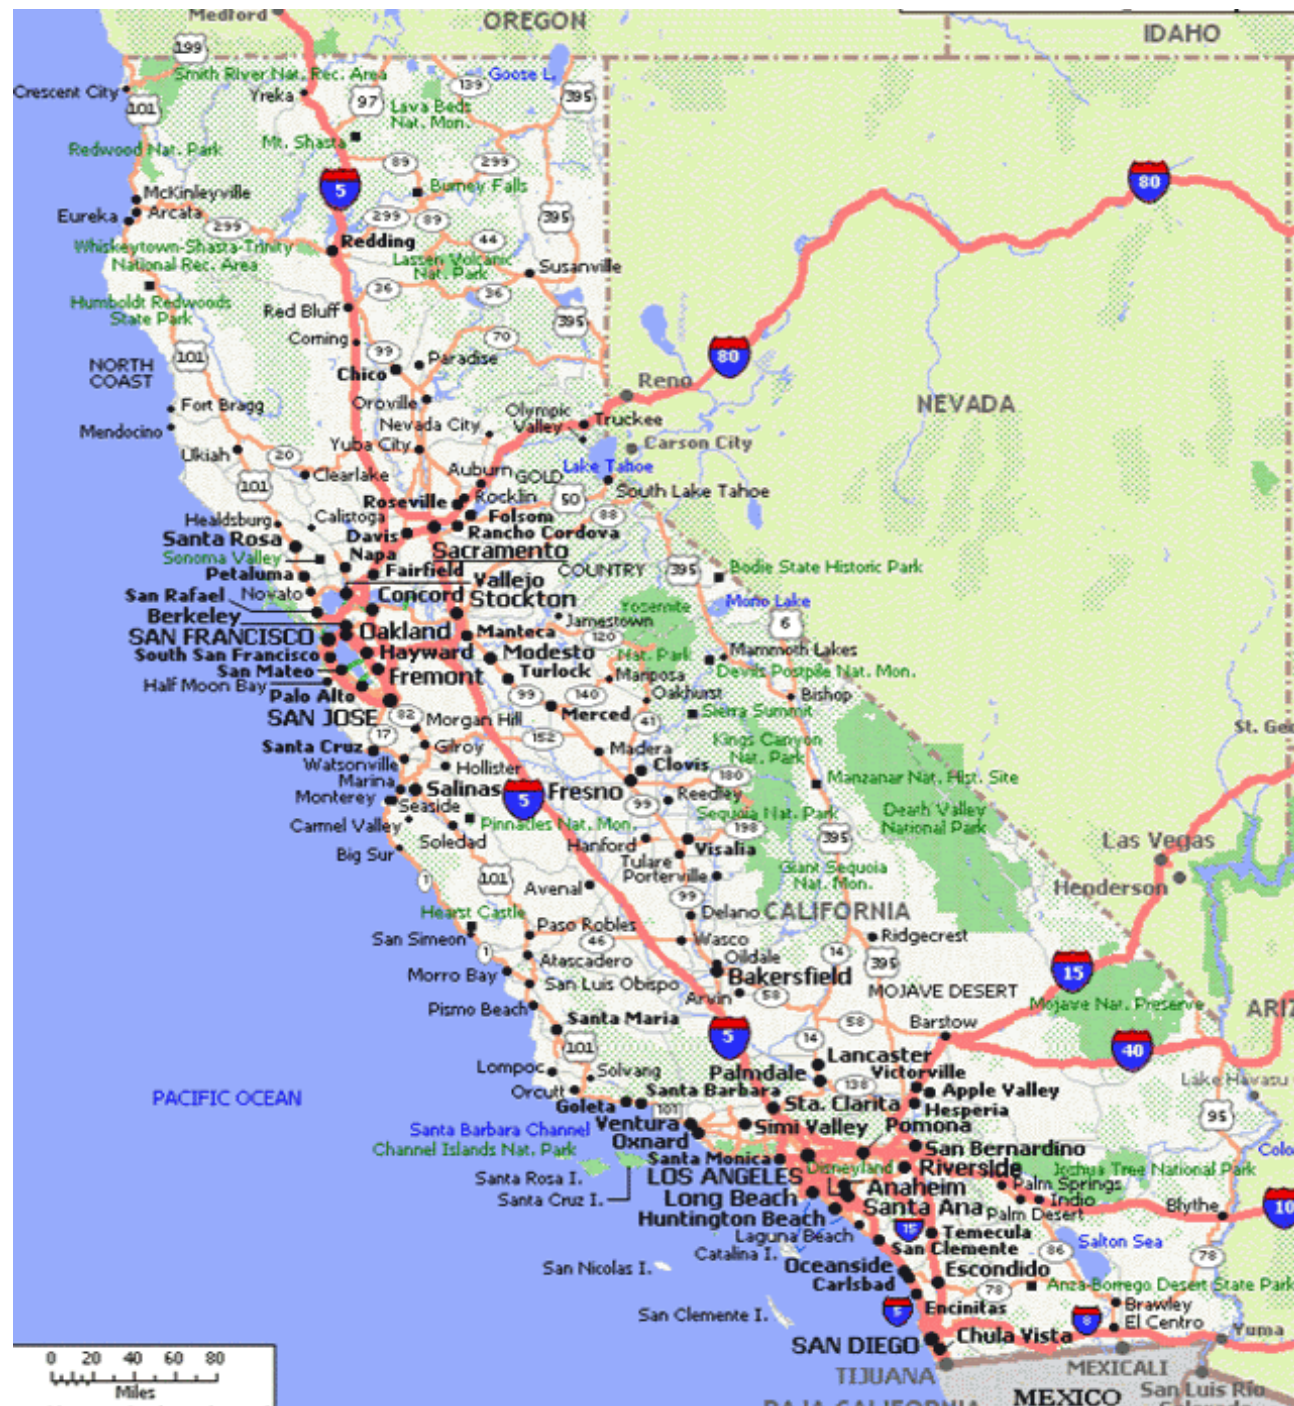 Medford
OREGON
IDAHO
199
Smith River Nat. Rec. Area
139
Goose L.
Crescent City
101
Yreka
97
Lava Beds
Nat. Mon.
395
Redwood Nat. Park
Mt. Shasta
89
299
5
Burney Falls
80
McKinleyville
Eureka
Arcata
299
299
89
395
Whiskeytown-Shasta-Trinity
National Rec. Area
Redding
44
Lassen Volcanic
Nat. Park
Susanville
Humboldt Redwoods
State Park
36
36
Red Bluff
395
Corning
70
NORTH
COAST
101
99
Paradise
80
Chico
Reno
Fort Bragg
Oroville
Olympic
Valley
Truckee
NEVADA
Mendocino
Nevada City
Ukiah
20
Yuba City
Carson City
101
Clearlake
Auburn
GOLD
Lake Tahoe
Roseville
Rocklin
50
South Lake Tahoe
Healdsburg
Calistoga
Folsom
88
Santa Rosa
Davis
Rancho Cordova
Sonoma Valley
Napa
Sacramento
Petaluma
Fairfield
COUNTRY
395
Bodie State Historic Park
San Rafael
Novato
Vallejo
Mono Lake
Berkeley
Concord
Stockton
Yosemite
Nat. Park
6
SAN FRANCISCO
Oakland
Manteca
Jamestown
120
South San Francisco
Hayward
Modesto
Mammoth Lakes
San Mateo
Fremont
Turlock
Mariposa
Devils Postpile Nat. Mon.
Half Moon Bay
Palo Alto
99
140
Oakhurst
Bishop
SAN JOSE
82
Morgan Hill
Merced
41
Sierra Summit
17
152
Kings Canyon
Nat. Park
Santa Cruz
Gilroy
Madera
Watsonville
Hollister
Clovis
180
Manzanar Nat. Hist. Site
Marina
Salinas
5
Fresno
Reedley
Monterey
Seaside
99
Sequoia Nat. Park
Death Valley
National Park
Carmel Valley
Soledad
Pinnacles Nat. Mon.
198
395
Las Vegas
Big Sur
Hanford
Visalia
Tulare
Giant Sequoia
Nat. Mon.
Henderson
1
101
Avenal
Porterville
99
Hearst Castle
Delano
CALIFORNIA
San Simeon
Paso Robles
46
Wasco
14
Ridgecrest
1
Atascadero
Oildale
395
15
Morro Bay
San Luis Obispo
Bakersfield
MOJAVE DESERT
Pismo Beach
Arvin
58
Mojave Nat. Preserve
Santa Maria
5
58
Barstow
101
14
40
Lompoc
Solvang
Lancaster
Palmdale
Victorville
Orcutt
Santa Barbara
138
Apple Valley
95
PACIFIC OCEAN
Goleta
101
Sta. Clarita
Hesperia
Santa Barbara Channel
Ventura
Simi Valley
Pomona
Channel Islands Nat. Park
Oxnard
San Bernardino
Santa Monica
Disneyland
Riverside
Joshua Tree National Park
Santa Rosa I.
LOS ANGELES
Anaheim
Palm Springs
Santa Cruz I.
Long Beach
Santa Ana
Indio
Blythe
10
Huntington Beach
Palm Desert
15
Laguna Beach
Temecula
Catalina I.
San Clemente
86
Salton Sea
78
San Nicolas I.
Oceanside
Escondido
Carlsbad
78
Anza-Borrego Desert State Park
San Clemente I.
5
Encinitas
Brawley
8
El Centro
SAN DIEGO
Chula Vista
Yuma
0 20 40 60 80
Miles
TIJUANA
MEXICALI
MEXICO
San Luis Rio